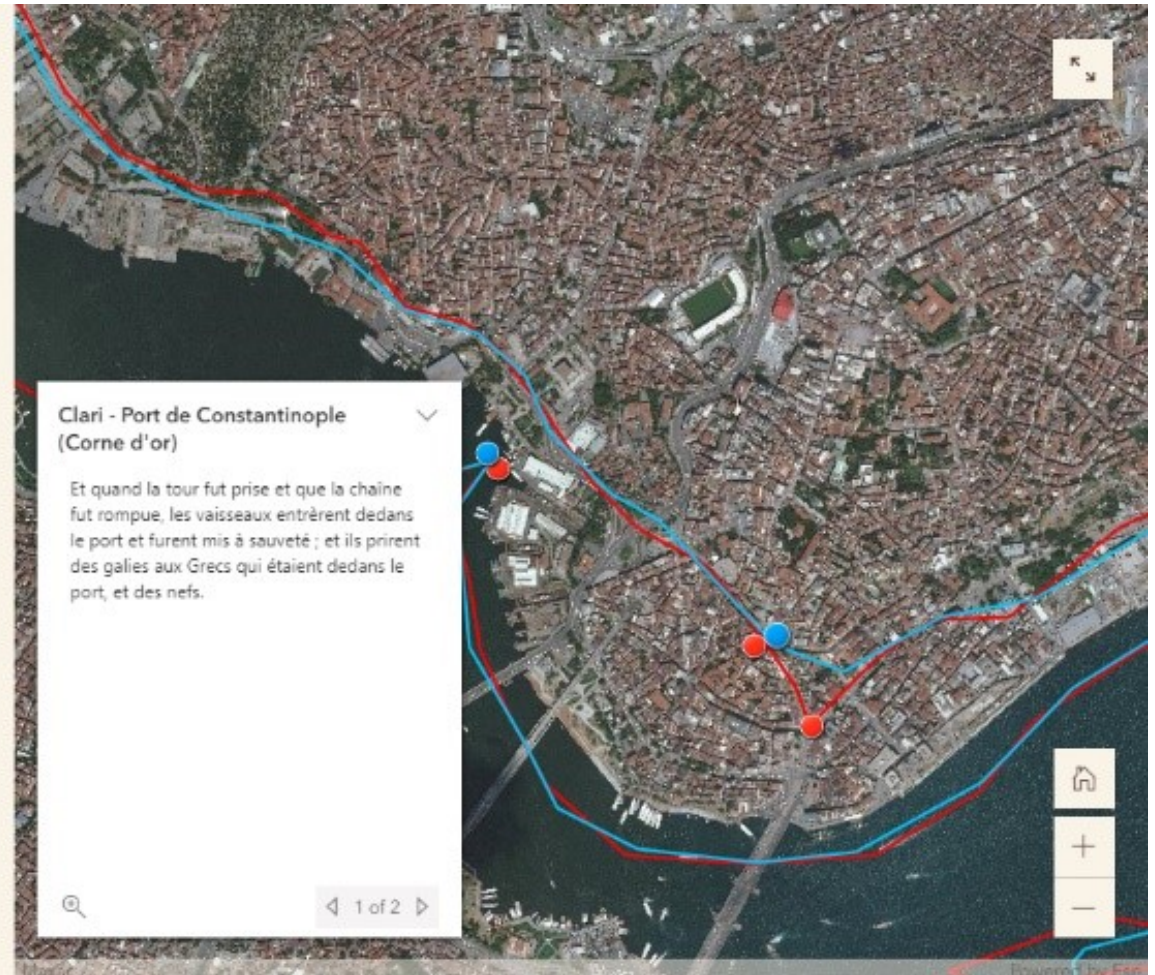 Clari - Port de Constantinople
(Corne d'or)
Et quand la tour fut prise et que la chaîne
fut rompue, les vaisseaux entrèrent dedans
le port et furent mis à sauveté ; et ils prirent
des galies aux Grecs qui étaient dedans le
port, et des nefs.
1 of 2